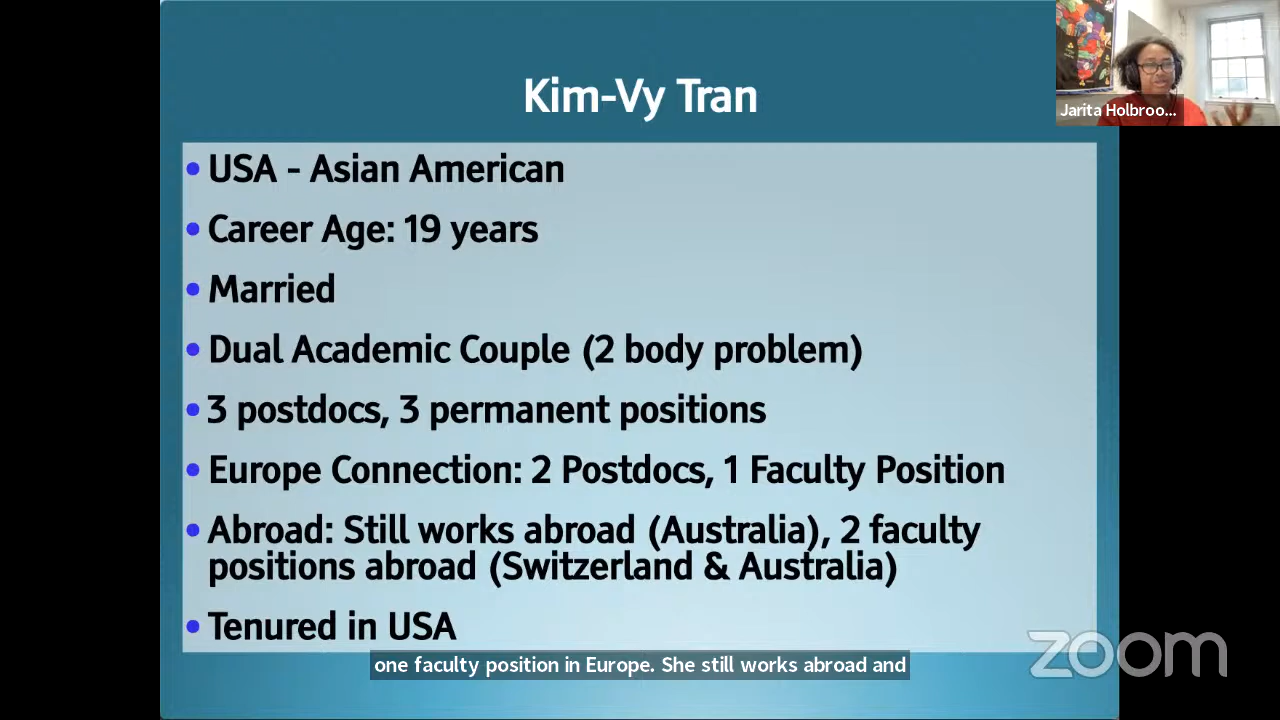 Kim-Vy Tran
Jarita Holbroo...
• USA - Asian American
• Career Age: 19 years
• Married
• Dual Academic Couple (2 body problem)
• 3 postdocs, 3 permanent positions
• Europe Connection: 2 Postdocs, 1 Faculty Position
• Abroad: Still works abroad (Australia), 2 faculty
positions abroad (Switzerland & Australia)
• Tenured in USA
zoom
one faculty position in Europe. She still works abroad and